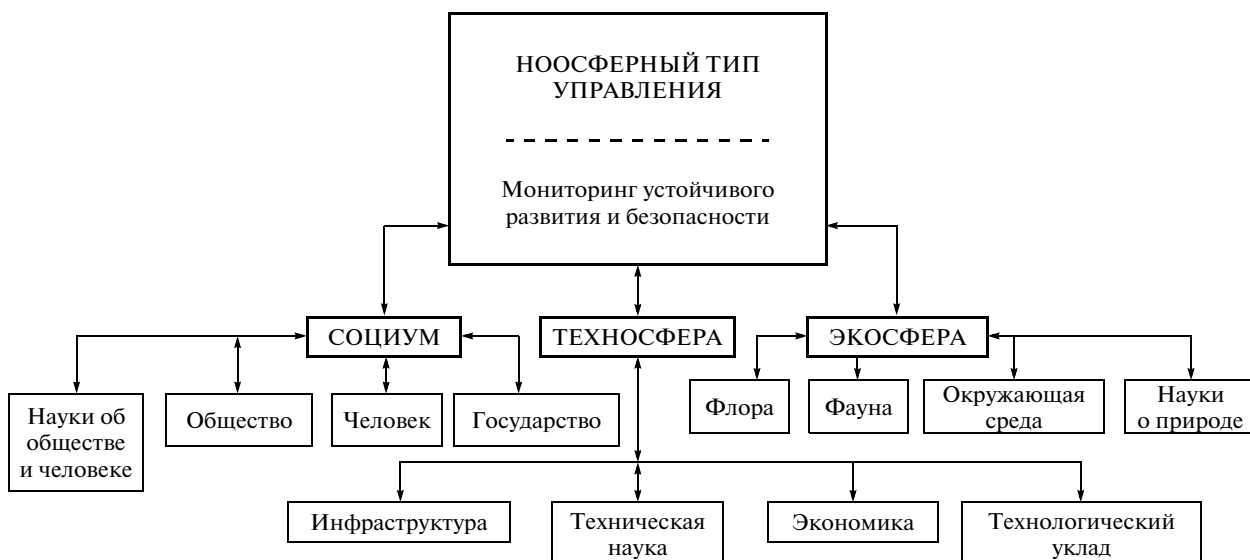 НООСФЕРНЫЙ ТИП
УПРАВЛЕНИЯ
Мониторинг устойчивого
развития и безопасности
СОЦИУМ
ТЕХНОСФЕРА
ЭКОСФЕРА
Науки об
обществе
и человеке
Общество
Человек
Государство
Флора
Фауна
Окружающая
среда
Науки
о природе
Инфраструктура
Техническая
наука
Экономика
Технологический
уклад